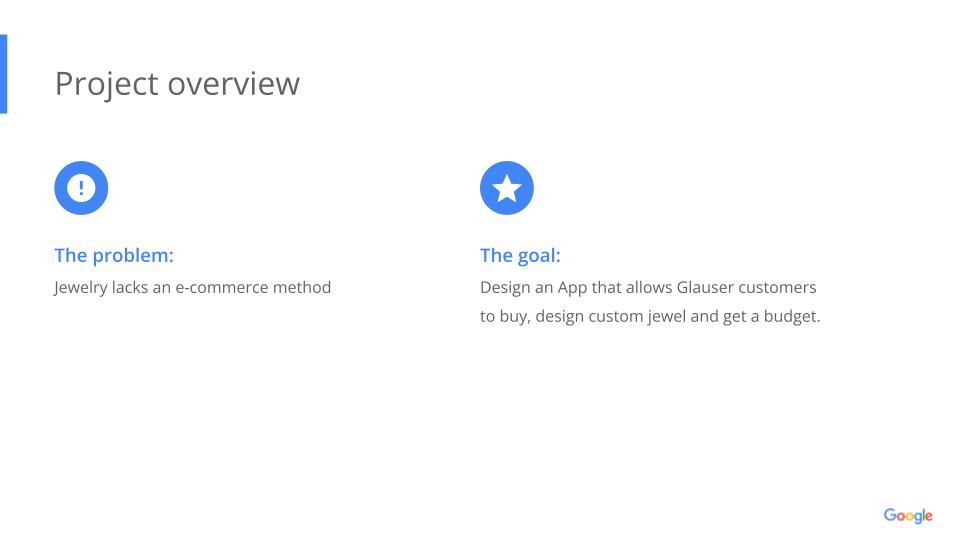 Project overview
The problem:
Jewelry lacks an e-commerce method
The goal:
Design an App that allows Glauser customers
to buy, design custom jewel and get a budget.
Google